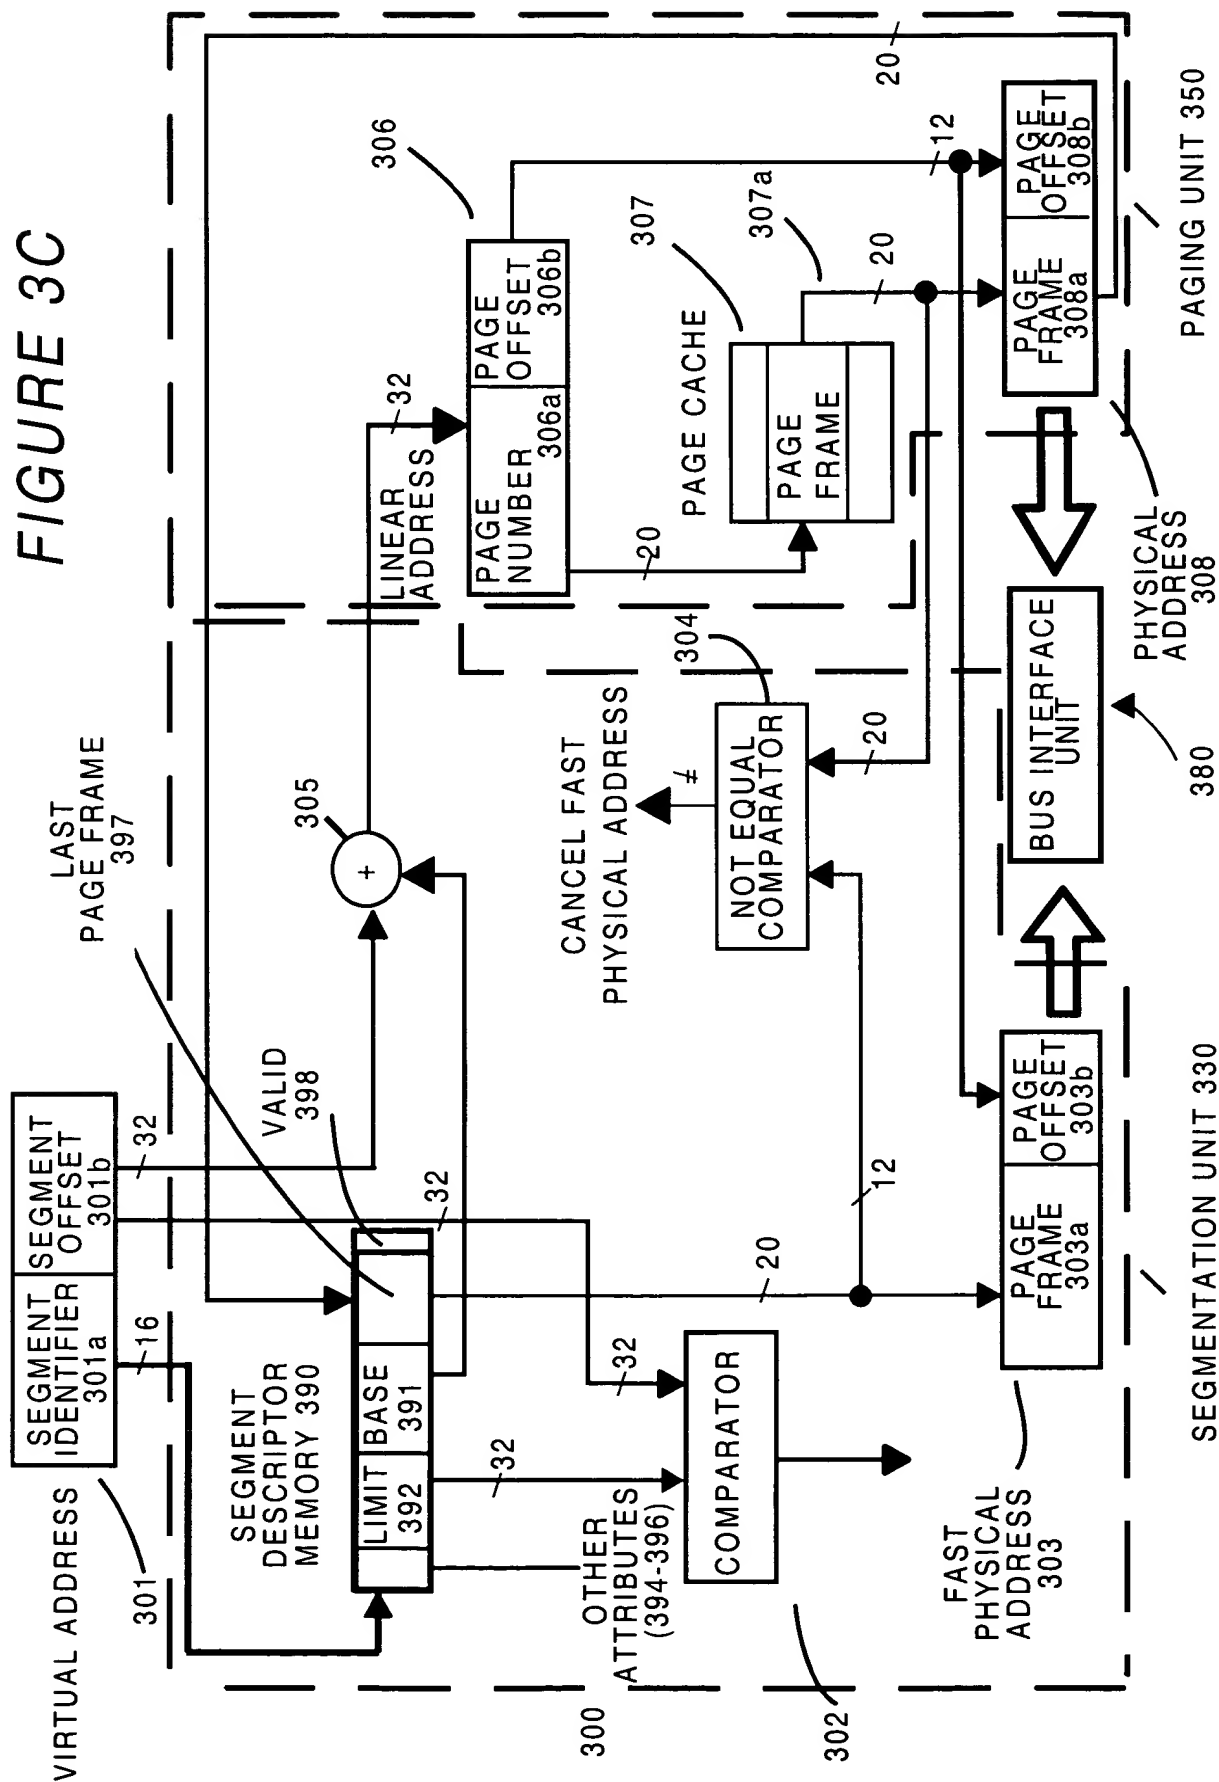 FIGURE 3C
VIRTUAL ADDRESS
301
SEGMENT
IDENTIFIER
301a
SEGMENT
OFFSET
301b
16
32
LAST
PAGE FRAME
397
VALID
398
SEGMENT
DESCRIPTOR
MEMORY 390
LIMIT
392
BASE
391
32
305
+
32
LINEAR
ADDRESS
306
PAGE
NUMBER
306a
PAGE
OFFSET
306b
20
20
OTHER
ATTRIBUTES
(394-396)
32
32
COMPARATOR
302
300
20
12
CANCEL FAST
PHYSICAL ADDRESS
≠
NOT EQUAL
COMPARATOR
304
20
PAGE CACHE
307
PAGE
FRAME
307a
20
12
FAST
PHYSICAL
ADDRESS
303
PAGE
FRAME
303a
PAGE
OFFSET
303b
BUS INTERFACE
UNIT
380
PAGE
FRAME
308a
PAGE
OFFSET
308b
PHYSICAL
ADDRESS
308
SEGMENTATION UNIT 330
PAGING UNIT 350